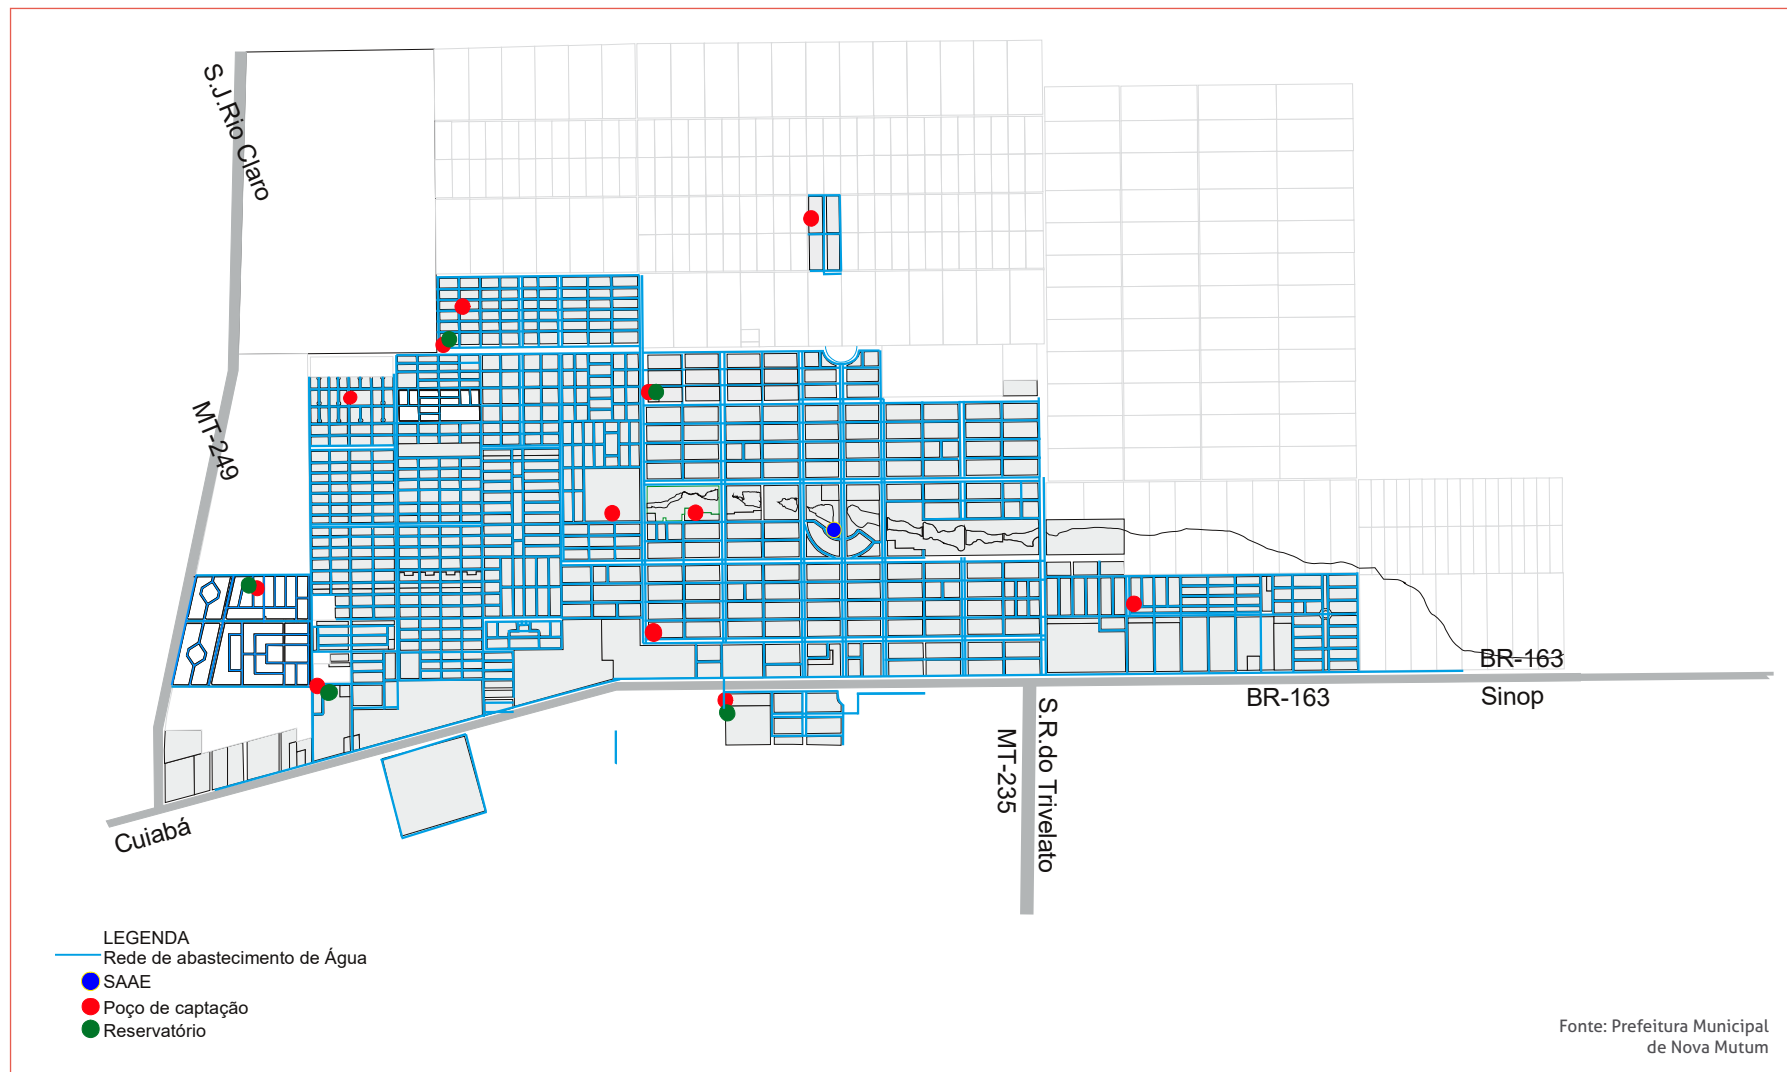 S.J.Rio Claro
MT-249
BR-163
BR-163
Sinop
S.R.do Trivelato
MT-235
Cuiabá
LEGENDA
Rede de abastecimento de Água
SAAE
Poço de captação
Reservatório
Fonte: Prefeitura Municipal
de Nova Mutum